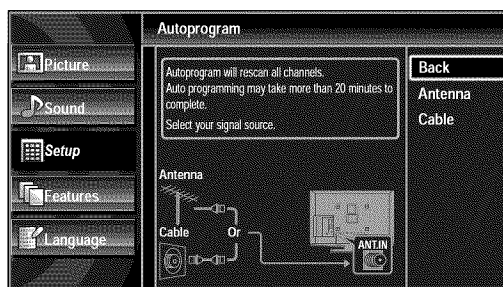 Autoprogram
Picture
Sound
Setup
Features
Language
Autoprogram will rescan all channels.
Auto programming may take more than 20 minutes to
complete.
Select your signal source.
Antenna
Cable
Or
ANT.IN
Back
Antenna
Cable